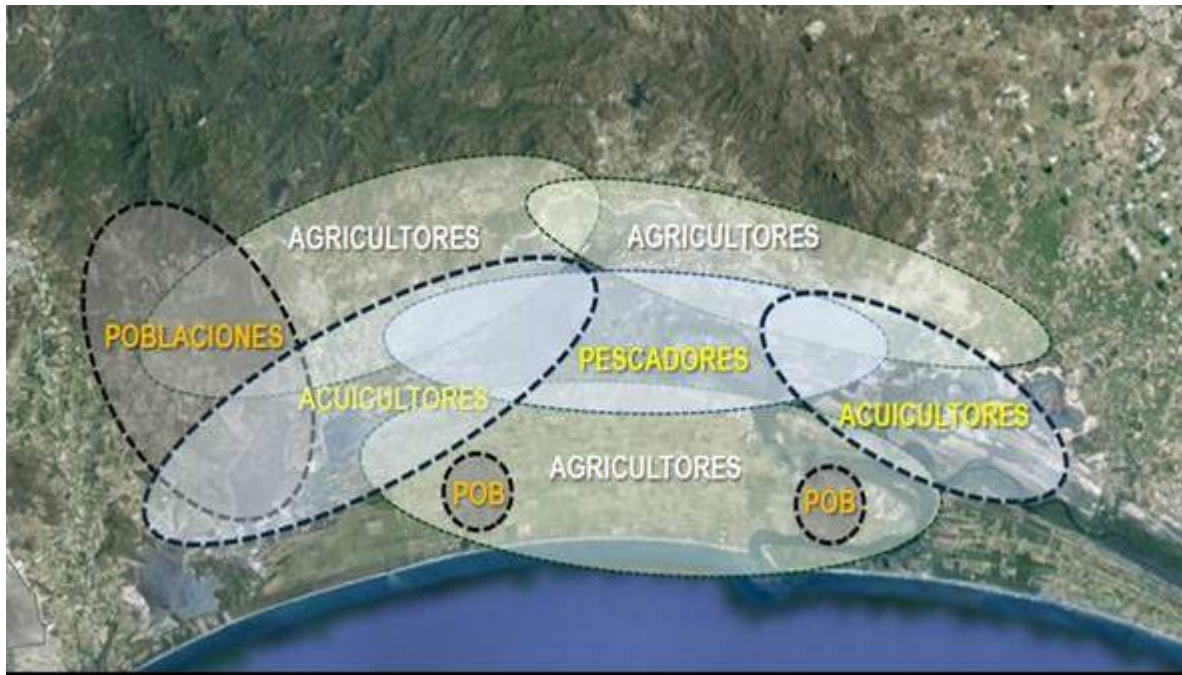 AGRICULTORES
AGRICULTORES
POBLACIONES
PESCADORES
ACUICULTORES
ACUICULTORES
AGRICULTORES
POB
POB